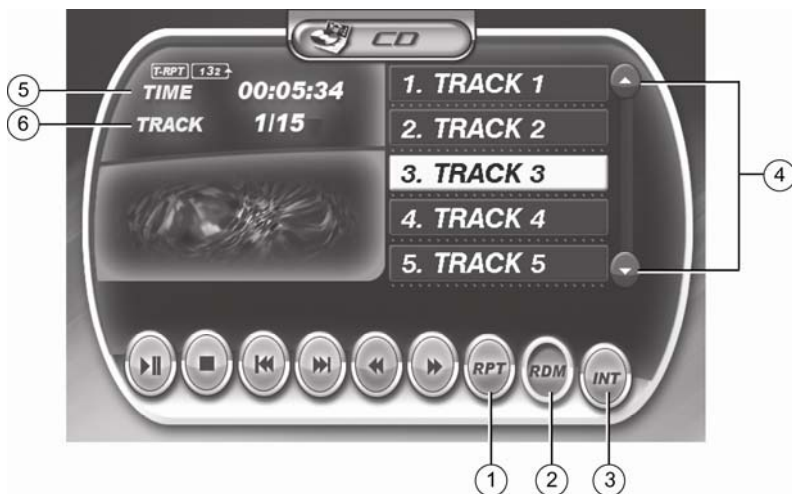 CD
T-RPT 132
5 TIME 00:05:34
6 TRACK 1/15
1. TRACK 1
2. TRACK 2
3. TRACK 3
4. TRACK 4
5. TRACK 5
4
RPT RDM INT
1 2 3